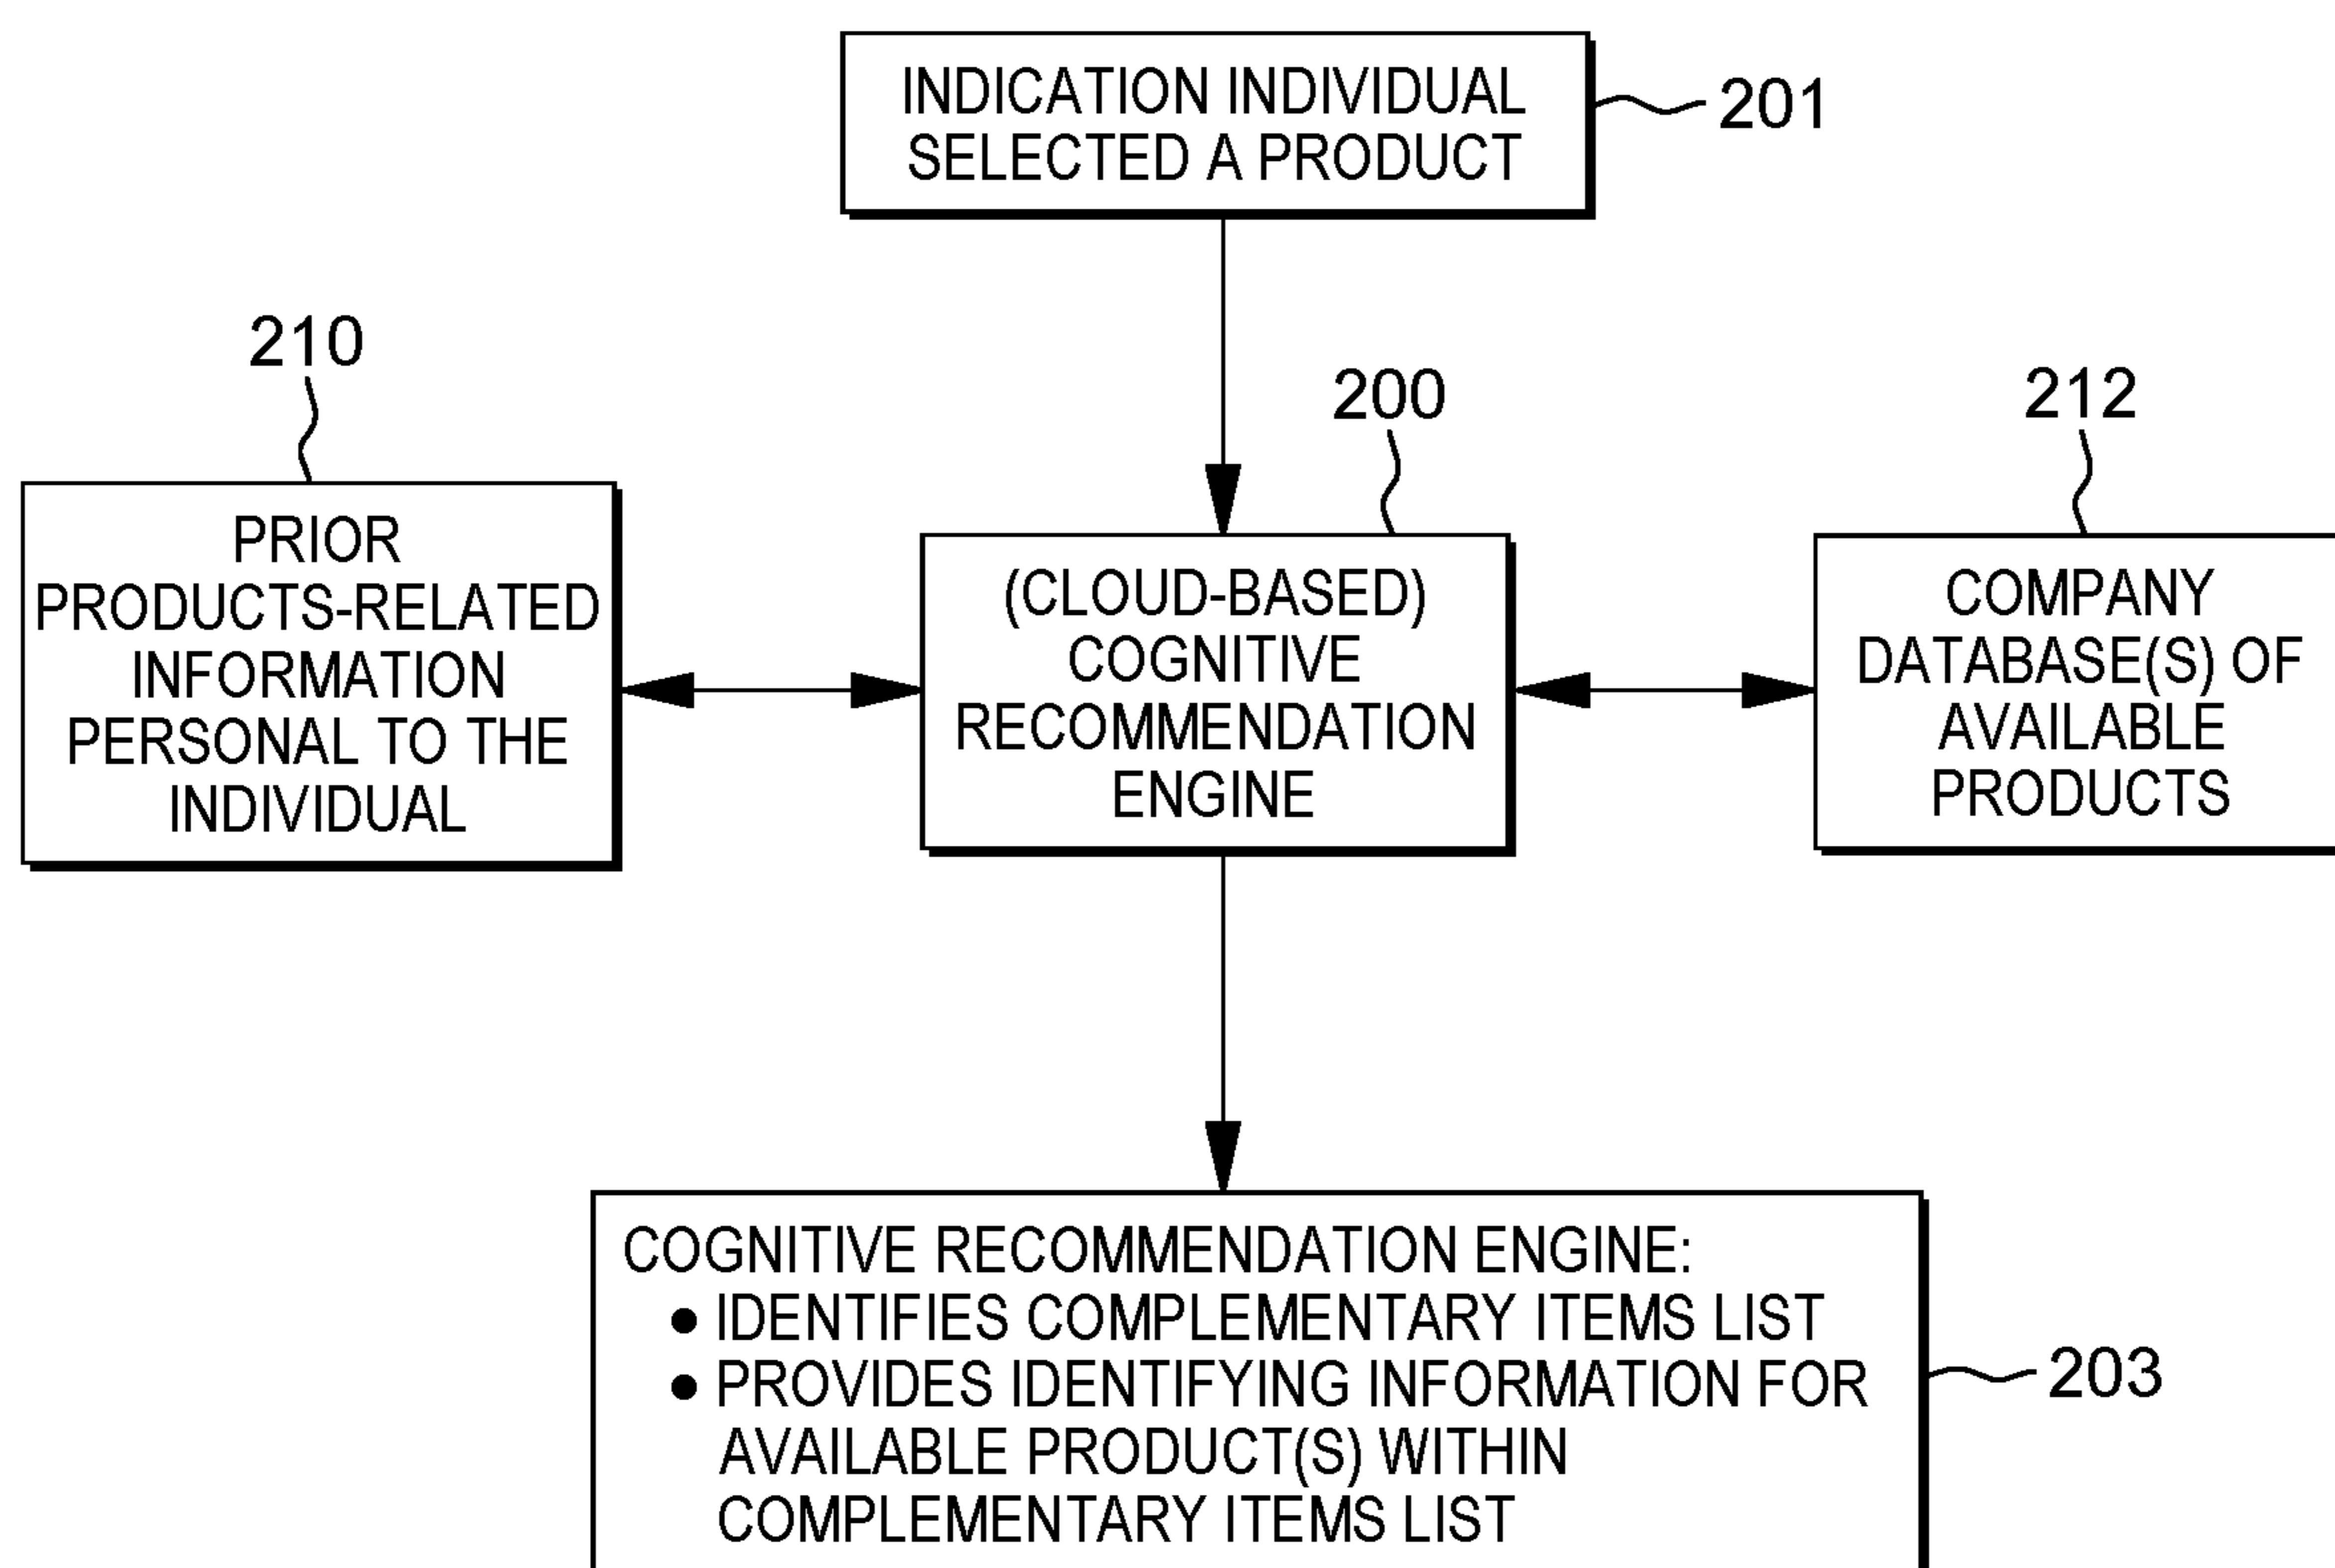 INDICATION INDIVIDUAL
SELECTED A PRODUCT
201
210
PRIOR
PRODUCTS-RELATED
INFORMATION
PERSONAL TO THE
INDIVIDUAL
200
(CLOUD-BASED)
COGNITIVE
RECOMMENDATION
ENGINE
212
COMPANY
DATABASE(S) OF
AVAILABLE
PRODUCTS
COGNITIVE RECOMMENDATION ENGINE:
● IDENTIFIES COMPLEMENTARY ITEMS LIST
● PROVIDES IDENTIFYING INFORMATION FOR
AVAILABLE PRODUCT(S) WITHIN
COMPLEMENTARY ITEMS LIST
203